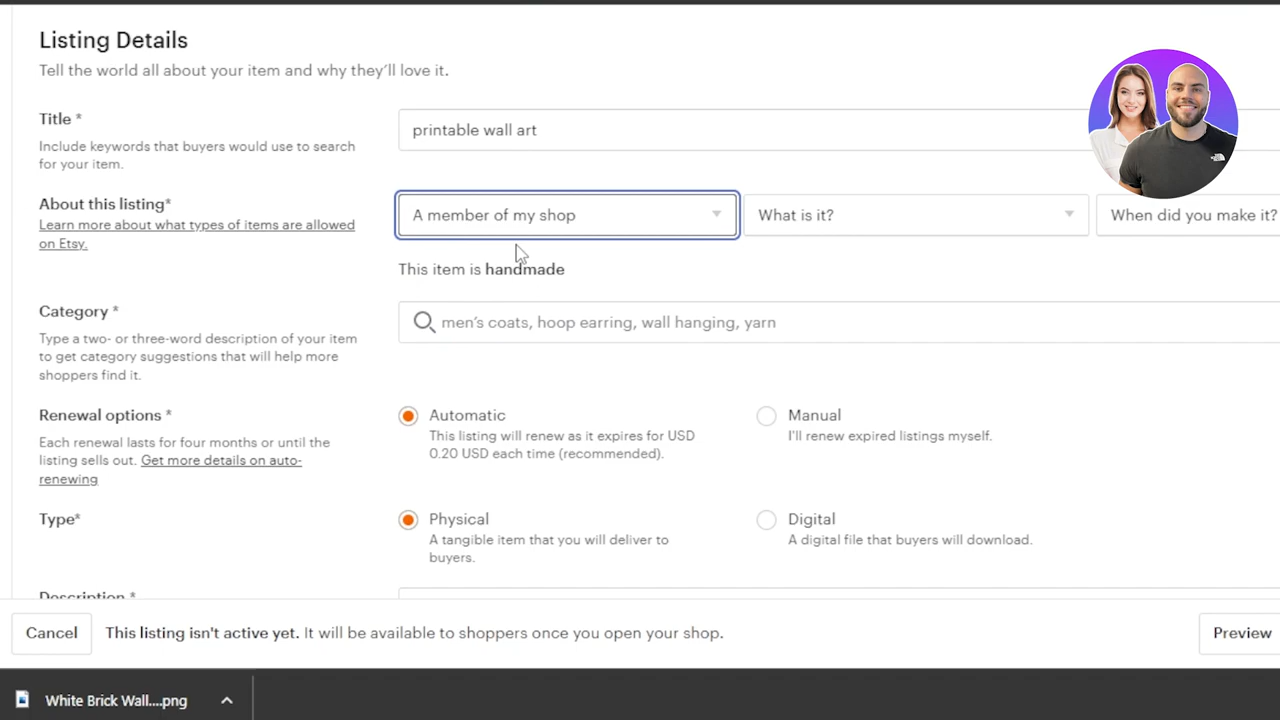 Listing Details
Tell the world all about your item and why they'll love it.
Title *
Include keywords that buyers would use to search
for your item.
printable wall art
About this listing*
Learn more about what types of items are allowed
on Etsy.
A member of my shop
What is it?
When did you make it?
This item is handmade
Category *
Type a two- or three-word description of your item
to get category suggestions that will help more
shoppers find it.
men's coats, hoop earring, wall hanging, yarn
Renewal options *
Each renewal lasts for four months or until the
listing sells out. Get more details on auto-
renewing
Automatic
This listing will renew as it expires for USD
0.20 USD each time (recommended).
Manual
I'll renew expired listings myself.
Type*
Physical
A tangible item that you will deliver to
buyers.
Digital
A digital file that buyers will download.
Description *
Cancel
This listing isn't active yet. It will be available to shoppers once you open your shop.
Preview
White Brick Wall....png